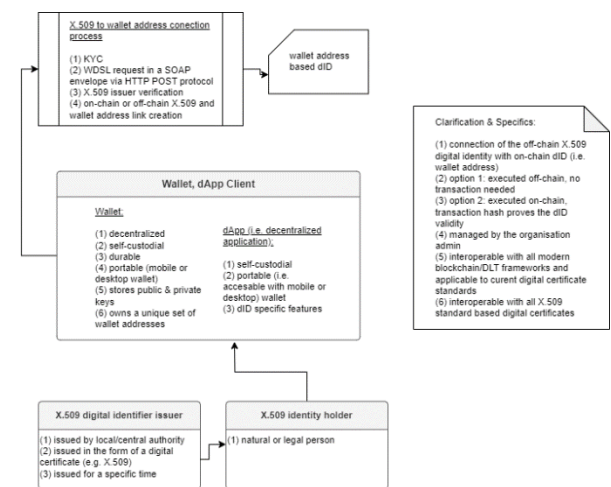 X.509 to wallet address conection
process
(1) KYC
(2) WDSL request in a SOAP
envelope via HTTP POST protocol
(3) X.509 issuer verification
(4) on-chain or off-chain X.509 and
wallet address link creation
wallet address
based dID
Clarification & Specifics:
(1) connection of the off-chain X.509
digital identity with on-chain dID (i.e.
wallet address)
(2) option 1: executed off-chain, no
transaction needed
(3) option 2: executed on-chain,
transaction hash proves the dID
validity
(4) managed by the organisation
admin
(5) interoperable with all modern
blockchain/DLT frameworks and
applicable to curent digital certificate
standards
(6) interoperable with all X.509
standard based digital certificates
Wallet, dApp Client
Wallet:
(1) decentralized
(2) self-custodial
(3) durable
(4) portable (mobile or
desktop wallet)
(5) stores public & private
keys
(6) owns a unique set of
wallet addresses
dApp (i.e. decentralized
application):
(1) self-custodial
(2) portable (i.e.
accesable with mobile or
desktop) wallet
(3) dID specific features
X.509 digital identifier issuer
(1) issued by local/central authority
(2) issued in the form of a digital
certificate (e.g. X.509)
(3) issued for a specific time
X.509 identity holder
(1) natural or legal person